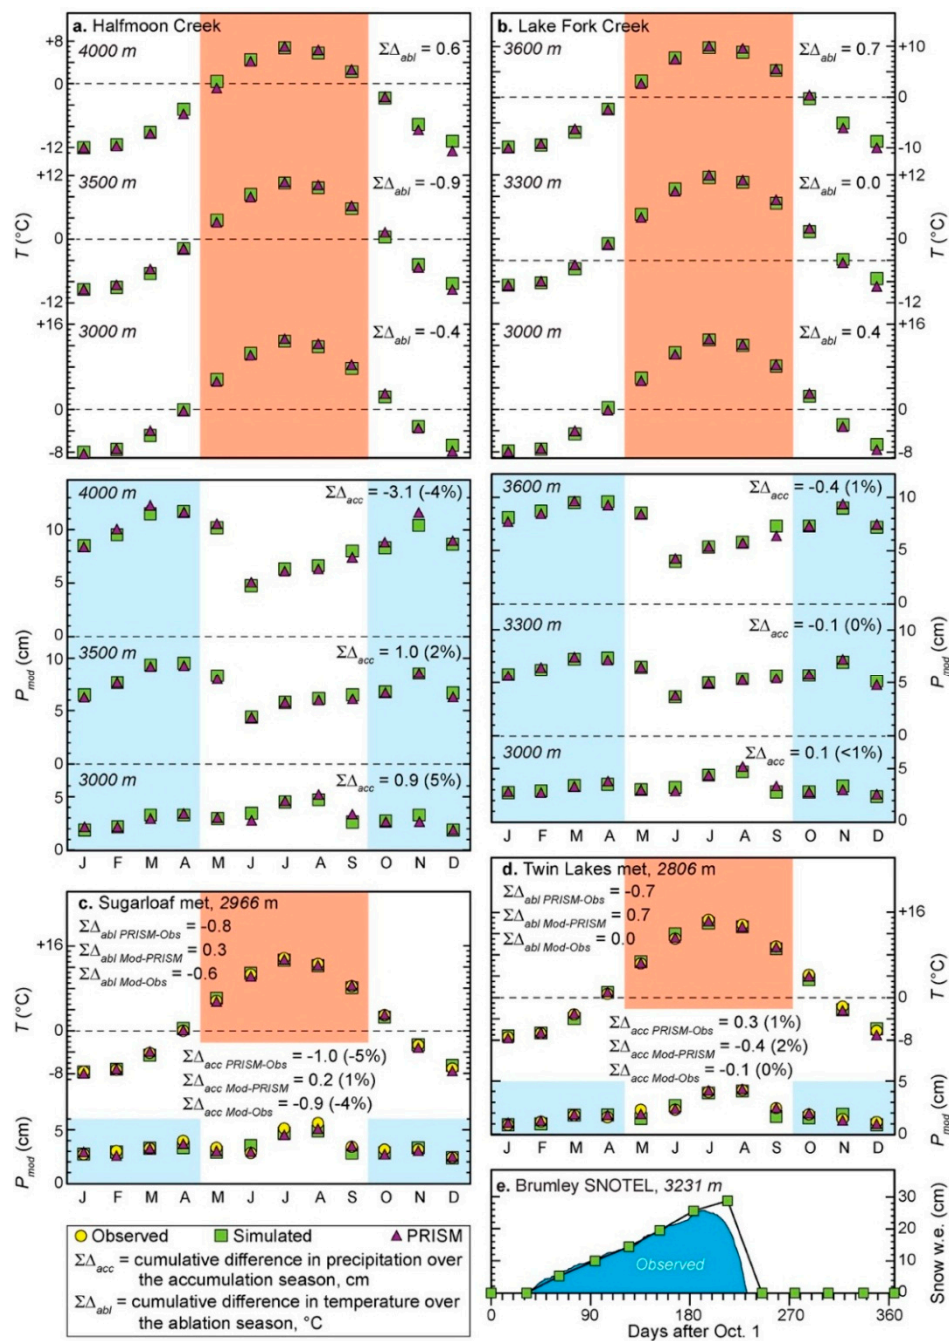 a. Halfmoon Creek
+8
4000 m
ΣΔabl = 0.6
0
-12
+12
3500 m
ΣΔabl = -0.9
T (°C)
0
-12
+16
3000 m
ΣΔabl = -0.4
0
-8
b. Lake Fork Creek
3600 m
+10
ΣΔabl = 0.7
0
-10
3300 m
+12
ΣΔabl = 0.0
T (°C)
0
-12
+16
3000 m
ΣΔabl = 0.4
0
-8
4000 m
ΣΔacc = -3.1 (-4%)
10
5
0
3500 m
10
ΣΔacc = 1.0 (2%)
Pmod (cm)
5
0
3000 m
ΣΔacc = 0.9 (5%)
5
0
J F M A M J J A S O N D
3600 m
ΣΔacc = -0.4 (1%)
10
5
0
3300 m
ΣΔacc = -0.1 (0%)
10
Pmod (cm)
5
0
3000 m
ΣΔacc = 0.1 (<1%)
5
0
J F M A M J J A S O N D
c. Sugarloaf met, 2966 m
ΣΔabl PRISM-Obs = -0.8
+16
ΣΔabl Mod-PRISM = 0.3
ΣΔabl Mod-Obs = -0.6
T (°C)
0
-8
ΣΔacc PRISM-Obs = -1.0 (-5%)
ΣΔacc Mod-PRISM = 0.2 (1%)
ΣΔacc Mod-Obs = -0.9 (-4%)
5
Pmod (cm)
0
J F M A M J J A S O N D
d. Twin Lakes met, 2806 m
ΣΔabl PRISM-Obs = -0.7
+16
ΣΔabl Mod-PRISM = 0.7
ΣΔabl Mod-Obs = 0.0
T (°C)
0
-8
ΣΔacc PRISM-Obs = 0.3 (1%)
ΣΔacc Mod-PRISM = -0.4 (2%)
ΣΔacc Mod-Obs = -0.1 (0%)
5
Pmod (cm)
0
Observed Simulated PRISM
ΣΔacc = cumulative difference in precipitation over
the accumulation season, cm
ΣΔabl = cumulative difference in temperature over
the ablation season, °C
e. Brumley SNOTEL, 3231 m
30
20
10
0
Snow w.e. (cm)
Observed
0 90 180 270 360
Days after Oct. 1